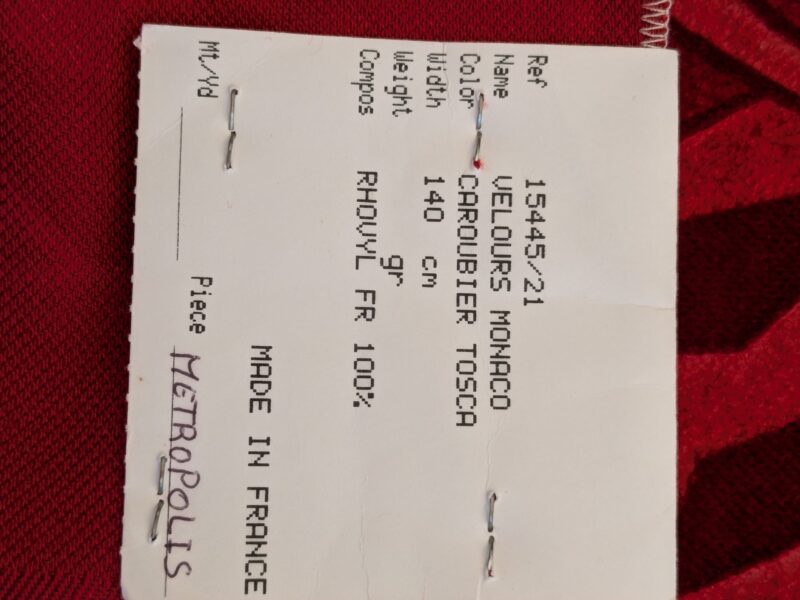 Ref 15445/21
Name VELOURS MONACO
Color CAROUBIER TOSCA
Width 140 cm
Weight gr
Compos RHOVYL FR 100%
MADE IN FRANCE
Mt/Yd Piece METROPOLIS